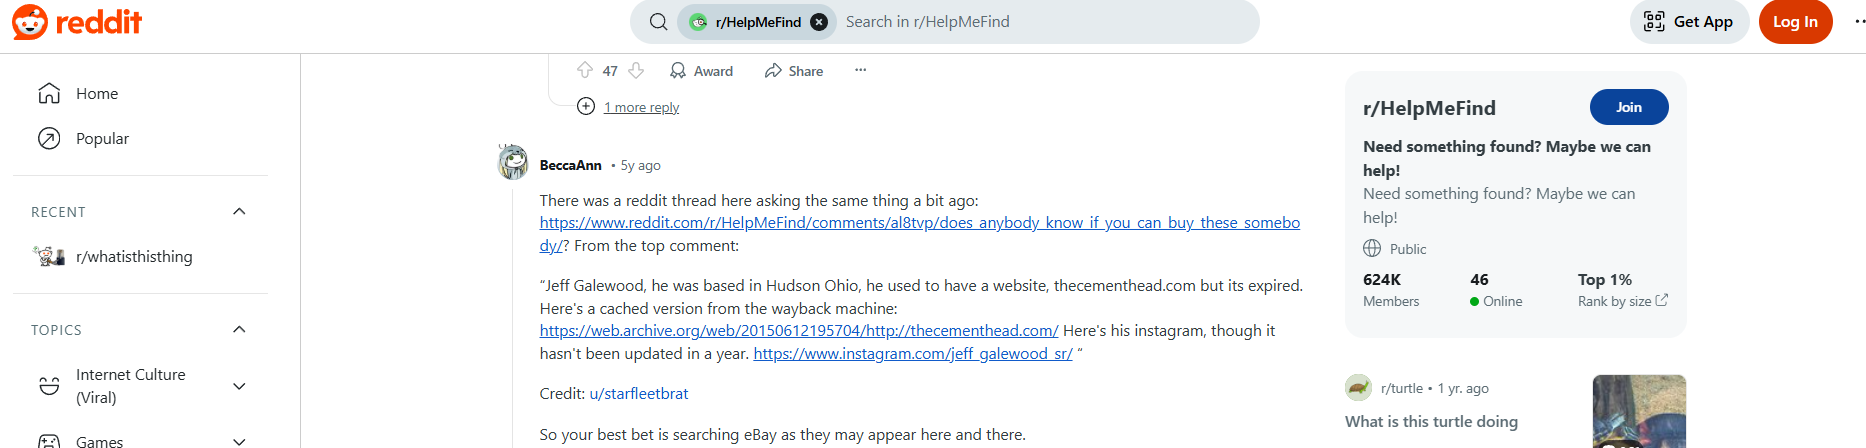 reddit
r/HelpMeFind
Search in r/HelpMeFind
Get App
Log In
Home
Popular
RECENT
r/whatisthisthing
TOPICS
Internet Culture
(Viral)
Games
47
Award
Share
1 more reply
BeccaAnn • 5y ago
There was a reddit thread here asking the same thing a bit ago:
https://www.reddit.com/r/HelpMeFind/comments/al8tvp/does_anybody_know_if_you_can_buy_these_somebo
dy/? From the top comment:
“Jeff Galewood, he was based in Hudson Ohio, he used to have a website, thecementhead.com but its expired.
Here's a cached version from the wayback machine:
https://web.archive.org/web/20150612195704/http://thecementhead.com/ Here's his instagram, though it
hasn't been updated in a year. https://www.instagram.com/jeff_galewood_sr/ “
Credit: u/starfleetbrat
So your best bet is searching eBay as they may appear here and there.
r/HelpMeFind
Join
Need something found? Maybe we can
help!
Need something found? Maybe we can
help!
Public
624K
Members
46
Online
Top 1%
Rank by size
r/turtle • 1 yr. ago
What is this turtle doing